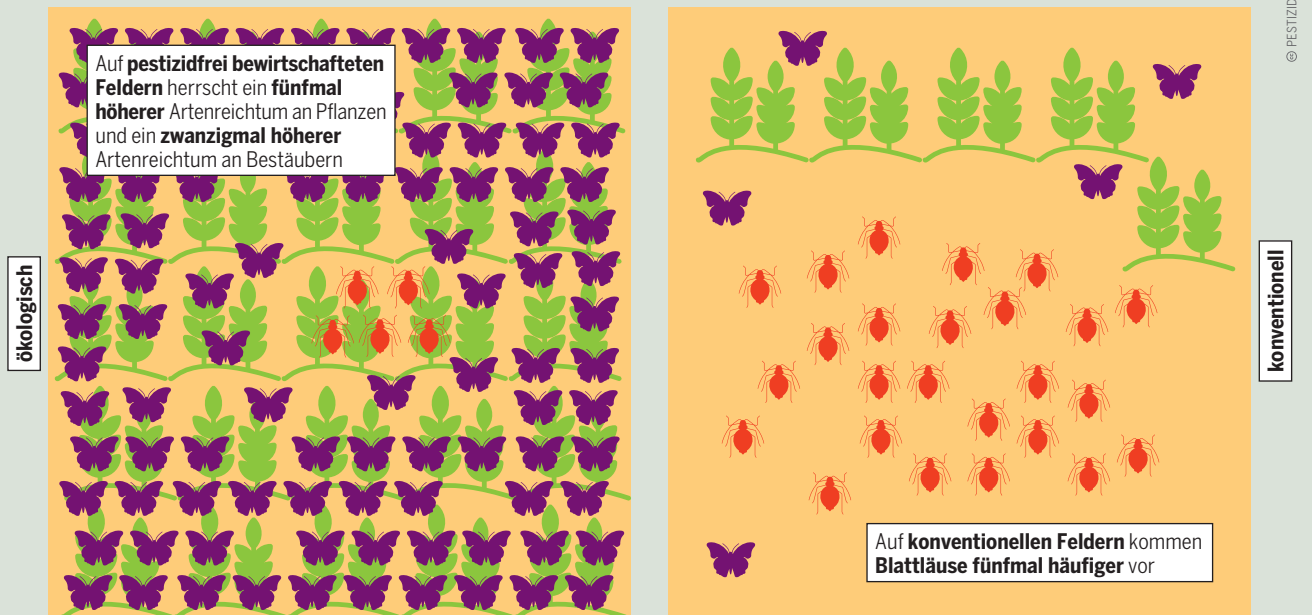 Auf pestizidfrei bewirtschafteten
Feldern herrscht ein fünfmal
höherer Artenreichtum an Pflanzen
und ein zwanzigmal höherer
Artenreichtum an Bestäubern
ökologisch
konventionell
Auf konventionellen Feldern kommen
Blattläuse fünfmal häufiger vor